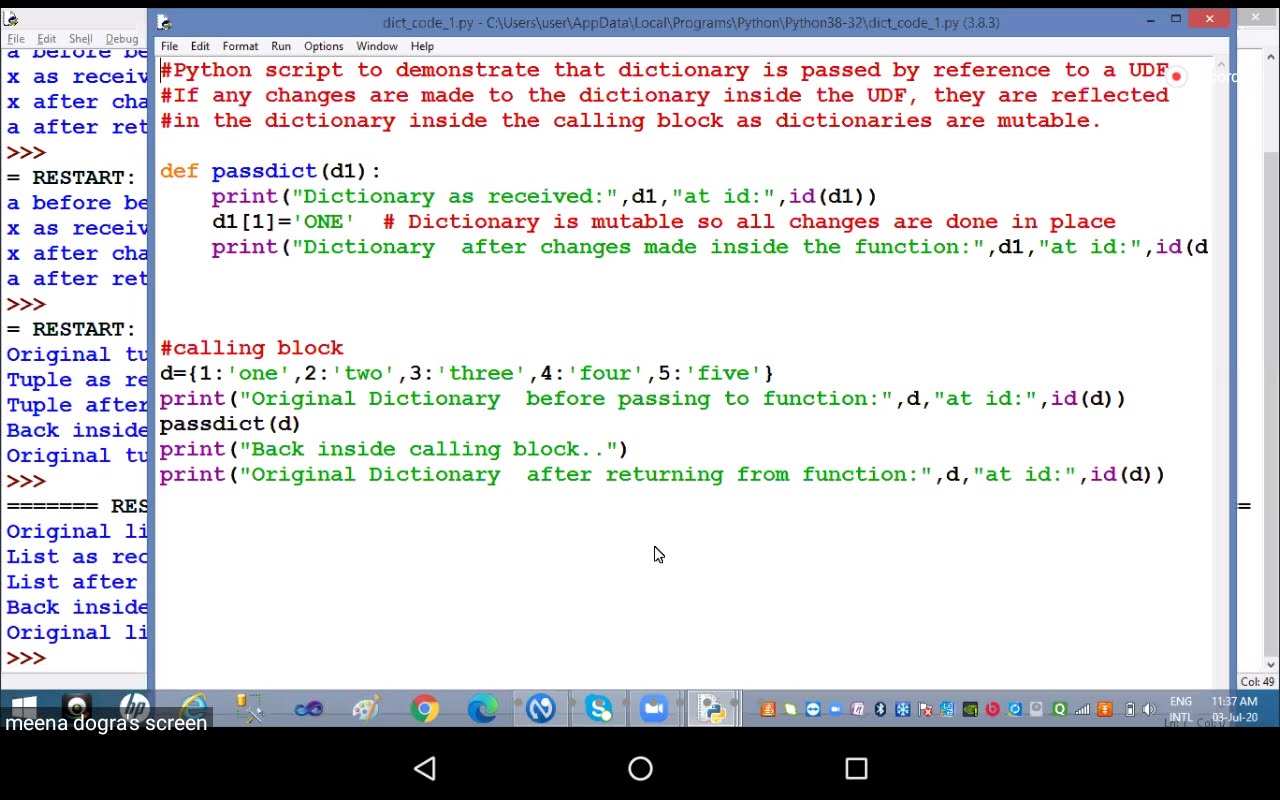 dict_code_1.py - C:\Users\user\AppData\Local\Programs\Python\Python38-32\dict_code_1.py (3.8.3)
File Edit Shell Debug
File Edit Format Run Options Window Help
a before be
x as receiv
x after cha
a after ret
>>>
= RESTART:
a before be
x as receiv
x after cha
a after ret
>>>
= RESTART:
Original tu
Tuple as re
Tuple after
Back inside
Original tu
>>>
======= RES
Original li
List as rec
List after
Back inside
Original li
>>>
#Python script to demonstrate that dictionary is passed by reference to a UDF
#If any changes are made to the dictionary inside the UDF, they are reflected
#in the dictionary inside the calling block as dictionaries are mutable.
def passdict(d1):
    print("Dictionary as received:",d1,"at id:",id(d1))
    d1[1]='ONE'  # Dictionary is mutable so all changes are done in place
    print("Dictionary  after changes made inside the function:",d1,"at id:",id(d
#calling block
d={1:'one',2:'two',3:'three',4:'four',5:'five'}
print("Original Dictionary  before passing to function:",d,"at id:",id(d))
passdict(d)
print("Back inside calling block..")
print("Original Dictionary  after returning from function:",d,"at id:",id(d))
=
Col: 49
hp
ENG 11:37 AM
INTL 03-Jul-20
meena dogra's screen